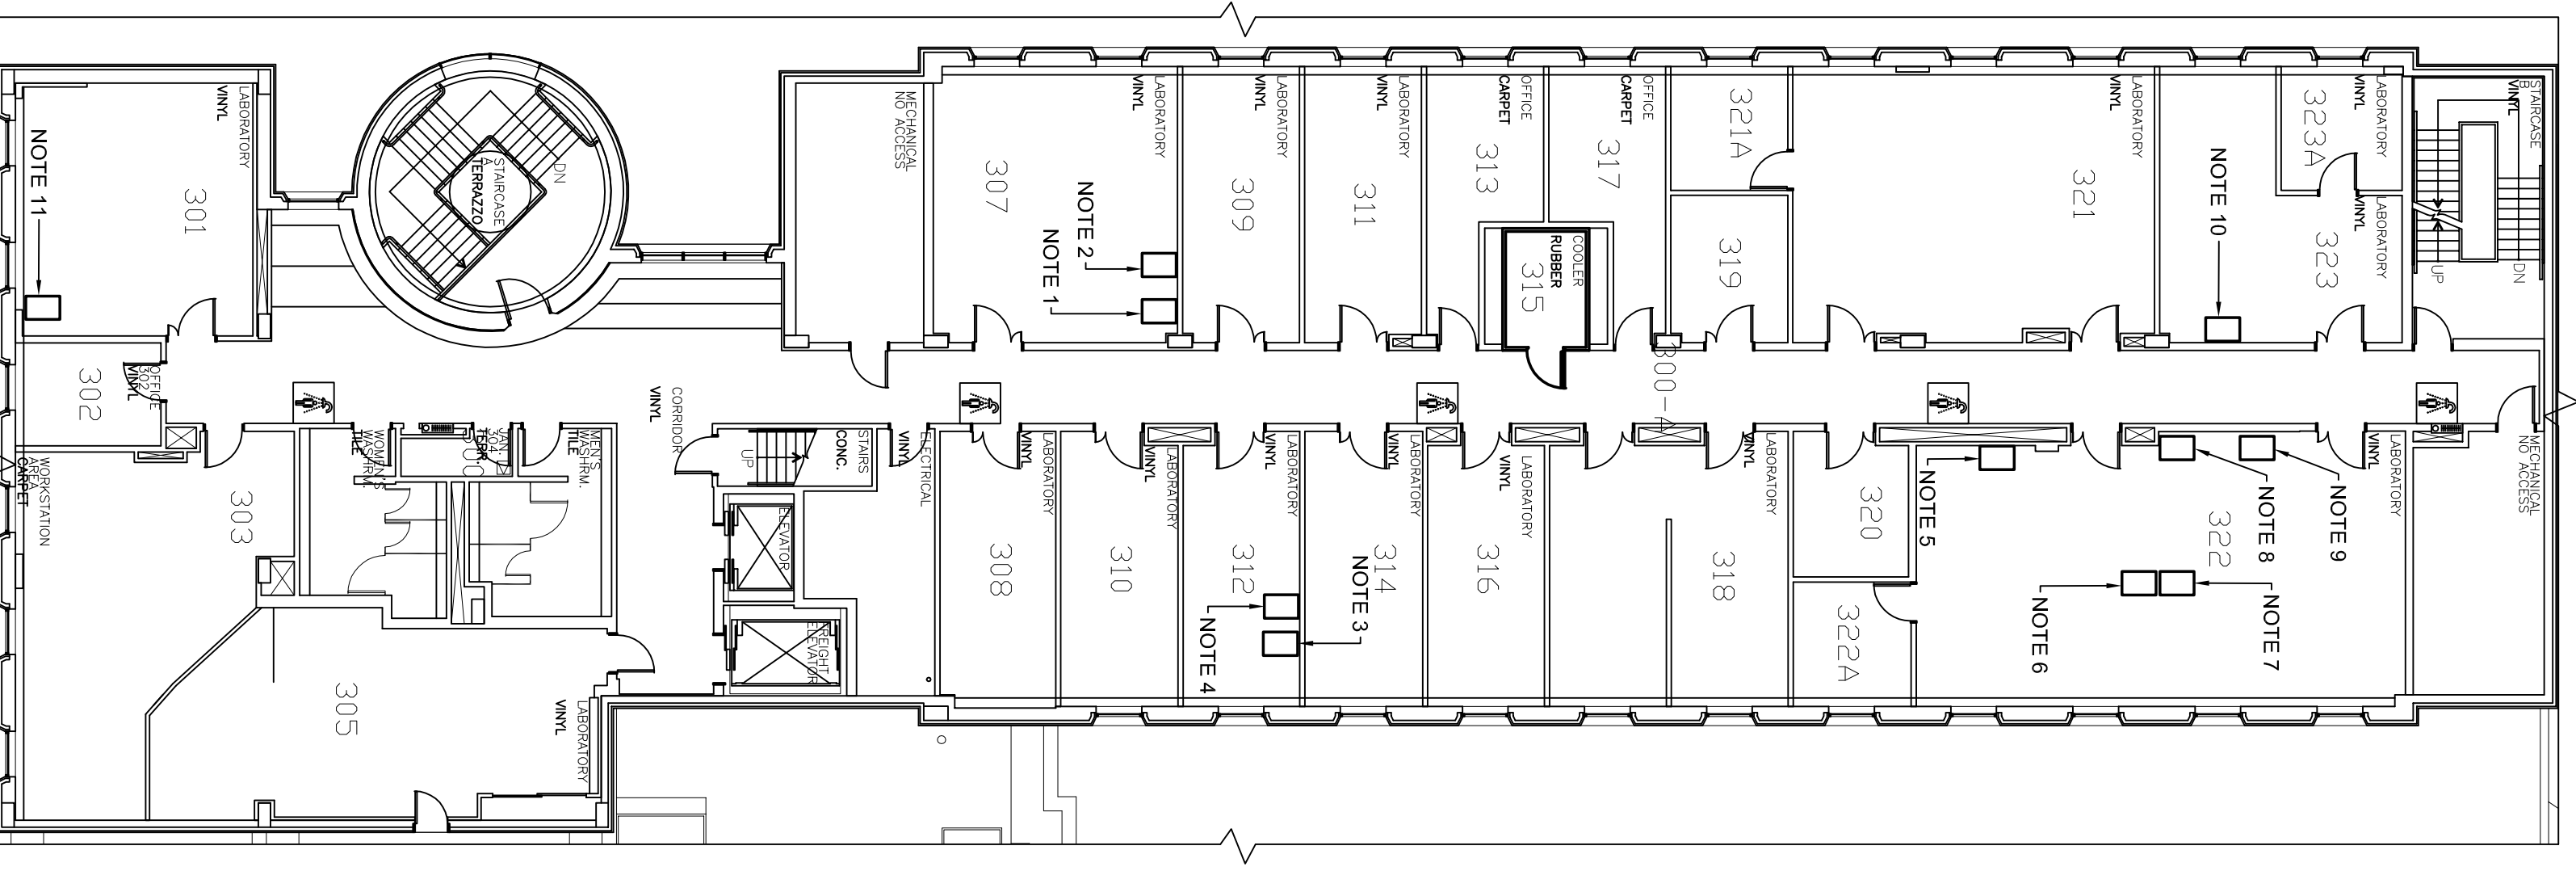 LABORATORY
VINYL
301
NOTE 11
DN
STAIRCASE
A
TERRAZZO
MECHANICAL
NO ACCESS
LABORATORY
VINYL
307
NOTE 2
NOTE 1
LABORATORY
VINYL
309
LABORATORY
VINYL
311
OFFICE
CARPET
313
COOLER
RUBBER
315
OFFICE
CARPET
317
321A
319
LABORATORY
VINYL
321
NOTE 10
LABORATORY
VINYL
323A
LABORATORY
VINYL
323
STAIRCASE
B
VINYL
UP
DN
300-A
302
OFFICE
302
VINYL
CORRIDOR
VINYL
WORKSTATION
AREA
CARPET
303
WOMEN'S
WASHRM.
TILE
JAN.
304
TERR.
MEN'S
WASHRM.
TILE
305
LABORATORY
VINYL
UP
STAIRS
CONC.
ELEVATOR
FREIGHT
ELEVATOR
ELECTRICAL
VINYL
LABORATORY
VINYL
308
LABORATORY
VINYL
310
LABORATORY
VINYL
312
NOTE 4
NOTE 3
LABORATORY
VINYL
314
LABORATORY
VINYL
316
LABORATORY
VINYL
318
320
322A
NOTE 5
NOTE 6
NOTE 7
NOTE 8
NOTE 9
322
LABORATORY
VINYL
MECHANICAL
NO ACCESS